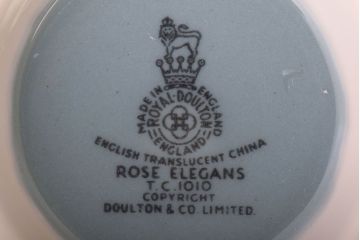 MADE IN ENGLAND
ROYAL·DOULTON
ENGLAND
ENGLISH TRANSLUCENT CHINA
ROSE ELEGANS
T.C.1010
COPYRIGHT
DOULTON & CO. LIMITED.